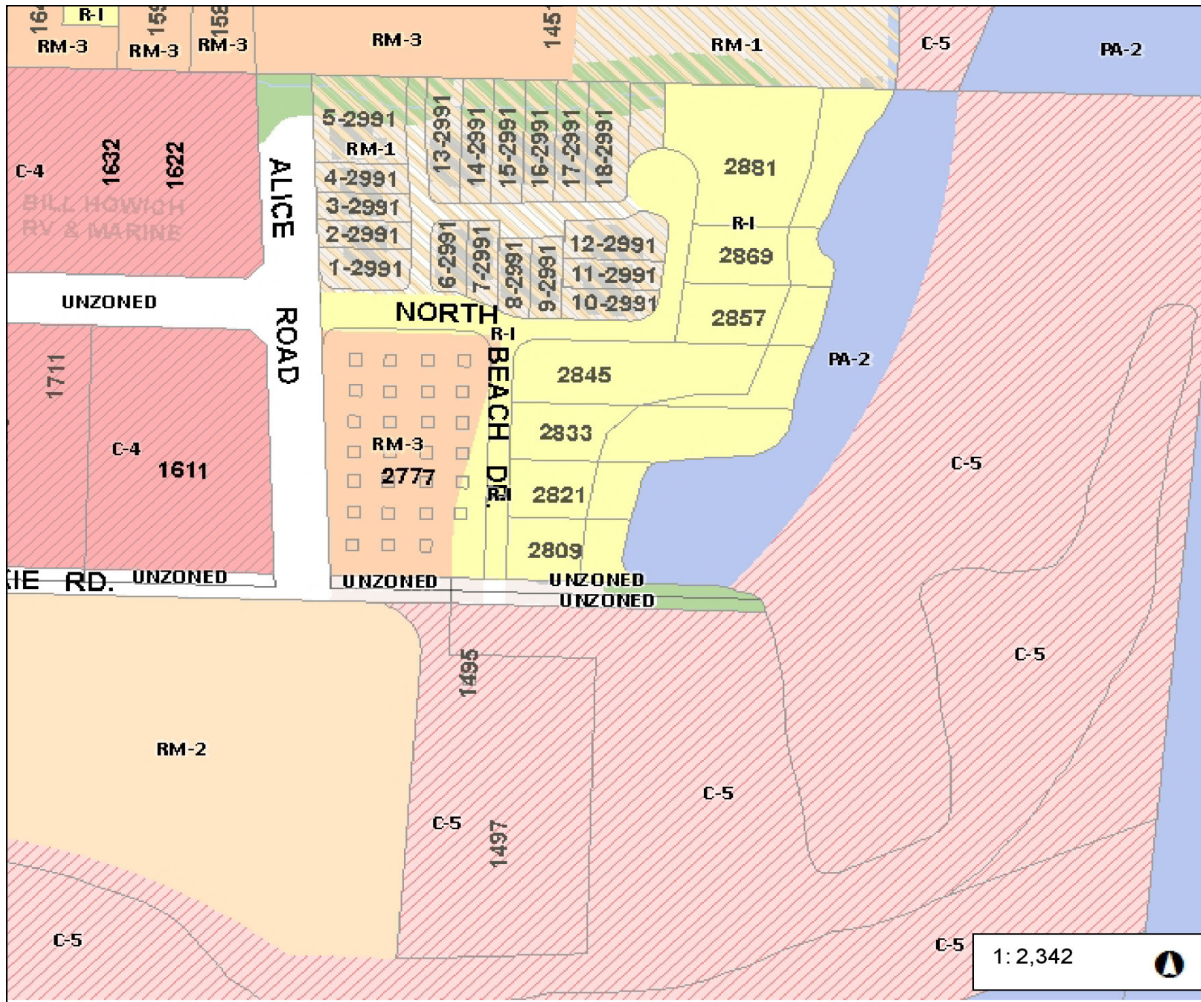 R-I
RM-3
RM-3
158
RM-3
RM-3
1451
RM-1
C-5
PA-2
C-4
1632
1622
BILL HOWICH
RV & MARINE
ALICE ROAD
5-2991
RM-1
4-2991
3-2991
2-2991
1-2991
13-2991
14-2991
15-2991
16-2991
17-2991
18-2991
6-2991
7-2991
8-2991
9-2991
12-2991
11-2991
10-2991
2881
R-I
2869
2857
UNZONED
NORTH
R-I
BEACH DR.
2845
PA-2
1711
C-4
1611
RM-3
2777
2833
R-I
2821
2809
C-5
KIE RD.
UNZONED
UNZONED
UNZONED
UNZONED
1495
C-5
RM-2
C-5
C-5
1497
C-5
C-5
1: 2,342